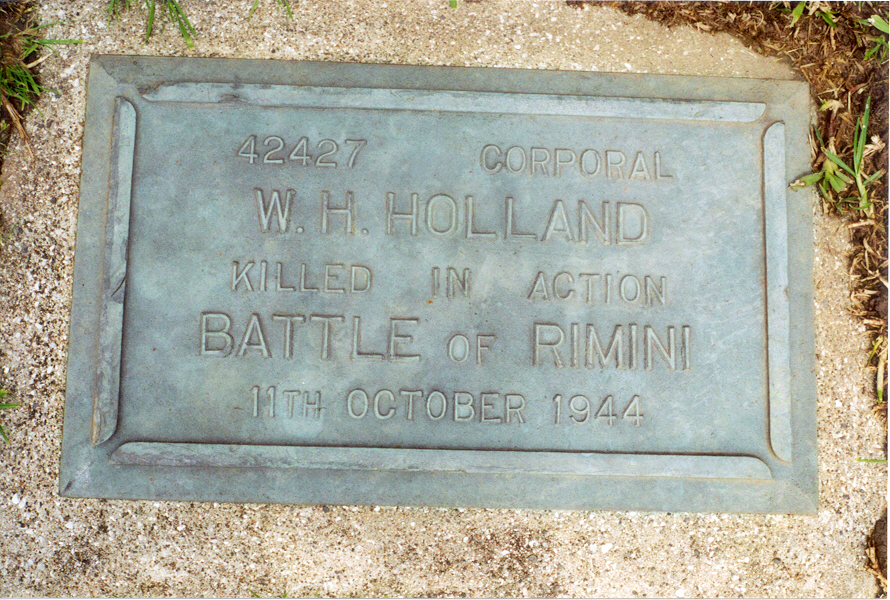 42427 CORPORAL
W. H. HOLLAND
KILLED IN ACTION
BATTLE OF RIMINI
11TH OCTOBER 1944